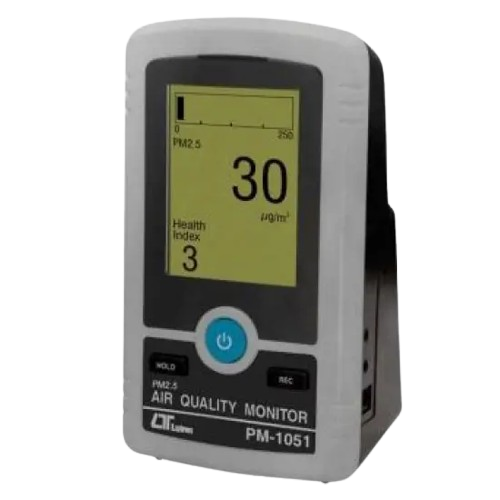 0 250
PM2.5
30
µg/m³
Health
Index
3
HOLD
REC
PM2.5
AIR QUALITY MONITOR
Lutron
PM-1051